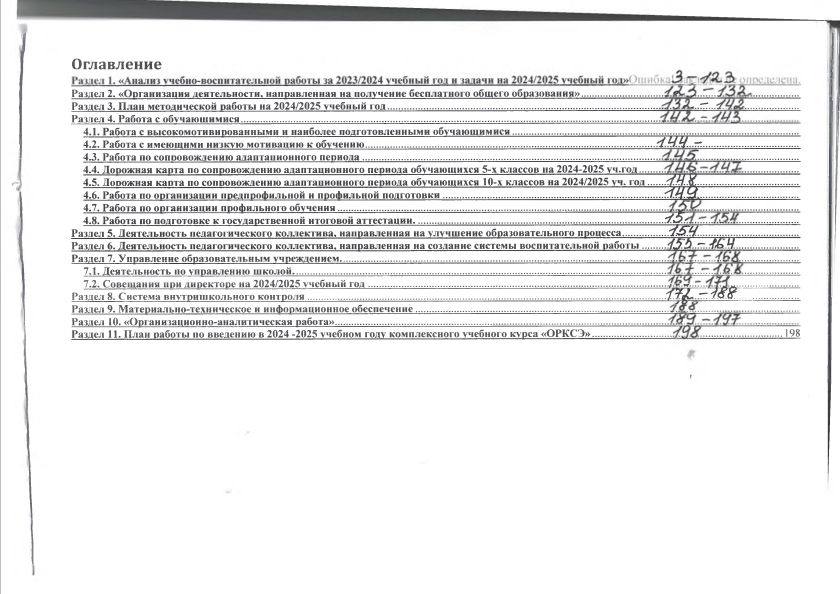 Оглавление
Раздел 1. «Анализ учебно-воспитательной работы за 2023/2024 учебный год и задачи на 2024/2025 учебный год» Ошибка! определена. 3-123
Раздел 2. «Организация деятельности, направленная на получение бесплатного общего образования» 123-132
Раздел 3. План методической работы на 2024/2025 учебный год 132-142
Раздел 4. Работа с обучающимися 142-143
4.1. Работа с высокомотивированными и наиболее подготовленными обучающимися
4.2. Работа с имеющими низкую мотивацию к обучению 144-
4.3. Работа по сопровождению адаптационного периода 145
4.4. Дорожная карта по сопровождению адаптационного периода обучающихся 5-х классов на 2024-2025 уч.год 146-147
4.5. Дорожная карта по сопровождению адаптационного периода обучающихся 10-х классов на 2024/2025 уч. год 148
4.6. Работа по организации предпрофильной и профильной подготовки 149
4.7. Работа по организации профильного обучения 150
4.8. Работа по подготовке к государственной итоговой аттестации. 151-154
Раздел 5. Деятельность педагогического коллектива, направленная на улучшение образовательного процесса 154
Раздел 6. Деятельность педагогического коллектива, направленная на создание системы воспитательной работы 155-164
Раздел 7. Управление образовательным учреждением. 167-168
7.1. Деятельность по управлению школой. 167-168
7.2. Совещания при директоре на 2024/2025 учебный год 169-171
Раздел 8. Система внутришкольного контроля 172-188
Раздел 9. Материально-техническое и информационное обеспечение 188
Раздел 10. «Организационно-аналитическая работа» 189-197
Раздел 11. План работы по введению в 2024 -2025 учебном году комплексного учебного курса «ОРКСЭ» 198 198